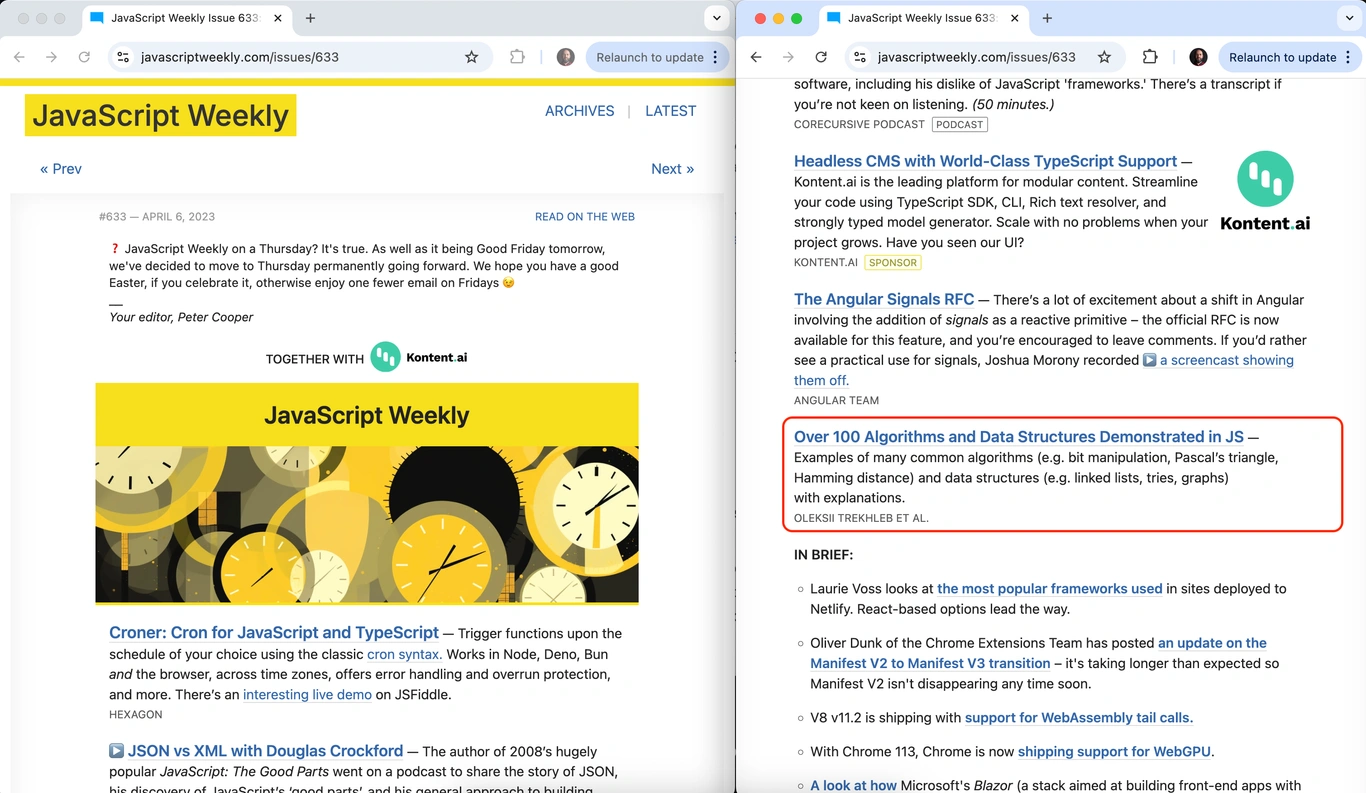 JavaScript Weekly Issue 633:
javascriptweekly.com/issues/633
Relaunch to update
JavaScript Weekly
ARCHIVES | LATEST
« Prev
Next »
#633 — APRIL 6, 2023
READ ON THE WEB
❓ JavaScript Weekly on a Thursday? It's true. As well as it being Good Friday tomorrow,
we've decided to move to Thursday permanently going forward. We hope you have a good
Easter, if you celebrate it, otherwise enjoy one fewer email on Fridays 😉
__
Your editor, Peter Cooper
TOGETHER WITH Kontent.ai
JavaScript Weekly
Croner: Cron for JavaScript and TypeScript — Trigger functions upon the
schedule of your choice using the classic cron syntax. Works in Node, Deno, Bun
and the browser, across time zones, offers error handling and overrun protection,
and more. There’s an interesting live demo on JSFiddle.
HEXAGON
▶ JSON vs XML with Douglas Crockford — The author of 2008’s hugely
popular JavaScript: The Good Parts went on a podcast to share the story of JSON,
his discovery of JavaScript’s ‘good parts’, and his general approach to building
JavaScript Weekly Issue 633:
javascriptweekly.com/issues/633
Relaunch to update
software, including his dislike of JavaScript 'frameworks.' There’s a transcript if
you’re not keen on listening. (50 minutes.)
CORECURSIVE PODCAST PODCAST
Headless CMS with World-Class TypeScript Support —
Kontent.ai is the leading platform for modular content. Streamline
your code using TypeScript SDK, CLI, Rich text resolver, and
strongly typed model generator. Scale with no problems when your
project grows. Have you seen our UI?
KONTENT.AI SPONSOR
Kontent.ai
The Angular Signals RFC — There’s a lot of excitement about a shift in Angular
involving the addition of signals as a reactive primitive – the official RFC is now
available for this feature, and you’re encouraged to leave comments. If you’d rather
see a practical use for signals, Joshua Morony recorded ▶ a screencast showing
them off.
ANGULAR TEAM
Over 100 Algorithms and Data Structures Demonstrated in JS —
Examples of many common algorithms (e.g. bit manipulation, Pascal’s triangle,
Hamming distance) and data structures (e.g. linked lists, tries, graphs)
with explanations.
OLEKSII TREKHLEB ET AL.
IN BRIEF:
Laurie Voss looks at the most popular frameworks used in sites deployed to
Netlify. React-based options lead the way.
Oliver Dunk of the Chrome Extensions Team has posted an update on the
Manifest V2 to Manifest V3 transition – it's taking longer than expected so
Manifest V2 isn't disappearing any time soon.
V8 v11.2 is shipping with support for WebAssembly tail calls.
With Chrome 113, Chrome is now shipping support for WebGPU.
A look at how Microsoft's Blazor (a stack aimed at building front-end apps with